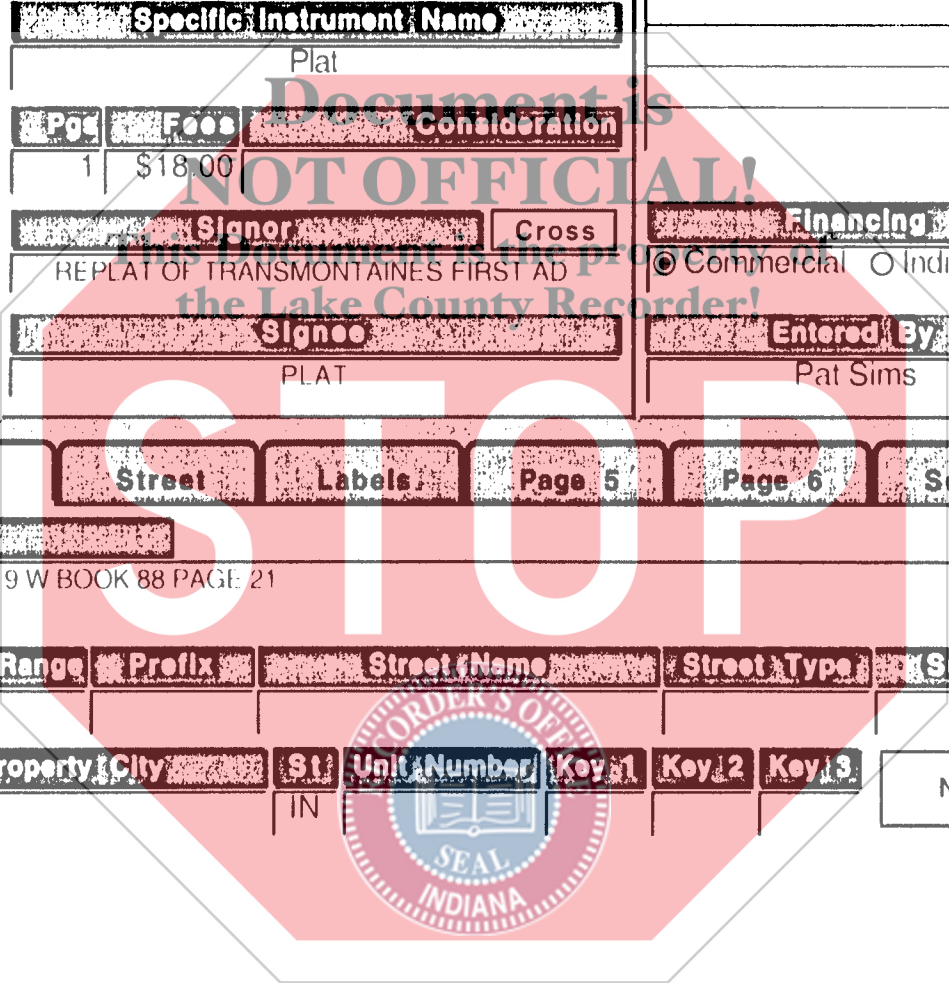 Specific Instrument Name
Plat
Document is
Pgs Fees Consideration
1 $18.00
NOT OFFICIAL!
Signor Cross Financing
This Document is the property of
REPLAT OF TRANSMONTAINES FIRST AD Commercial Indi
the Lake County Recorder!
Signee Entered By
PLAT Pat Sims
STOP
Street Labels Page 5 Page 6 S
9 W BOOK 88 PAGE 21
Range Prefix Street Name Street Type S
RECORDER'S OFFICE
roperty City St Unit Number Key 1 Key 2 Key 3
IN N
SEAL
INDIANA